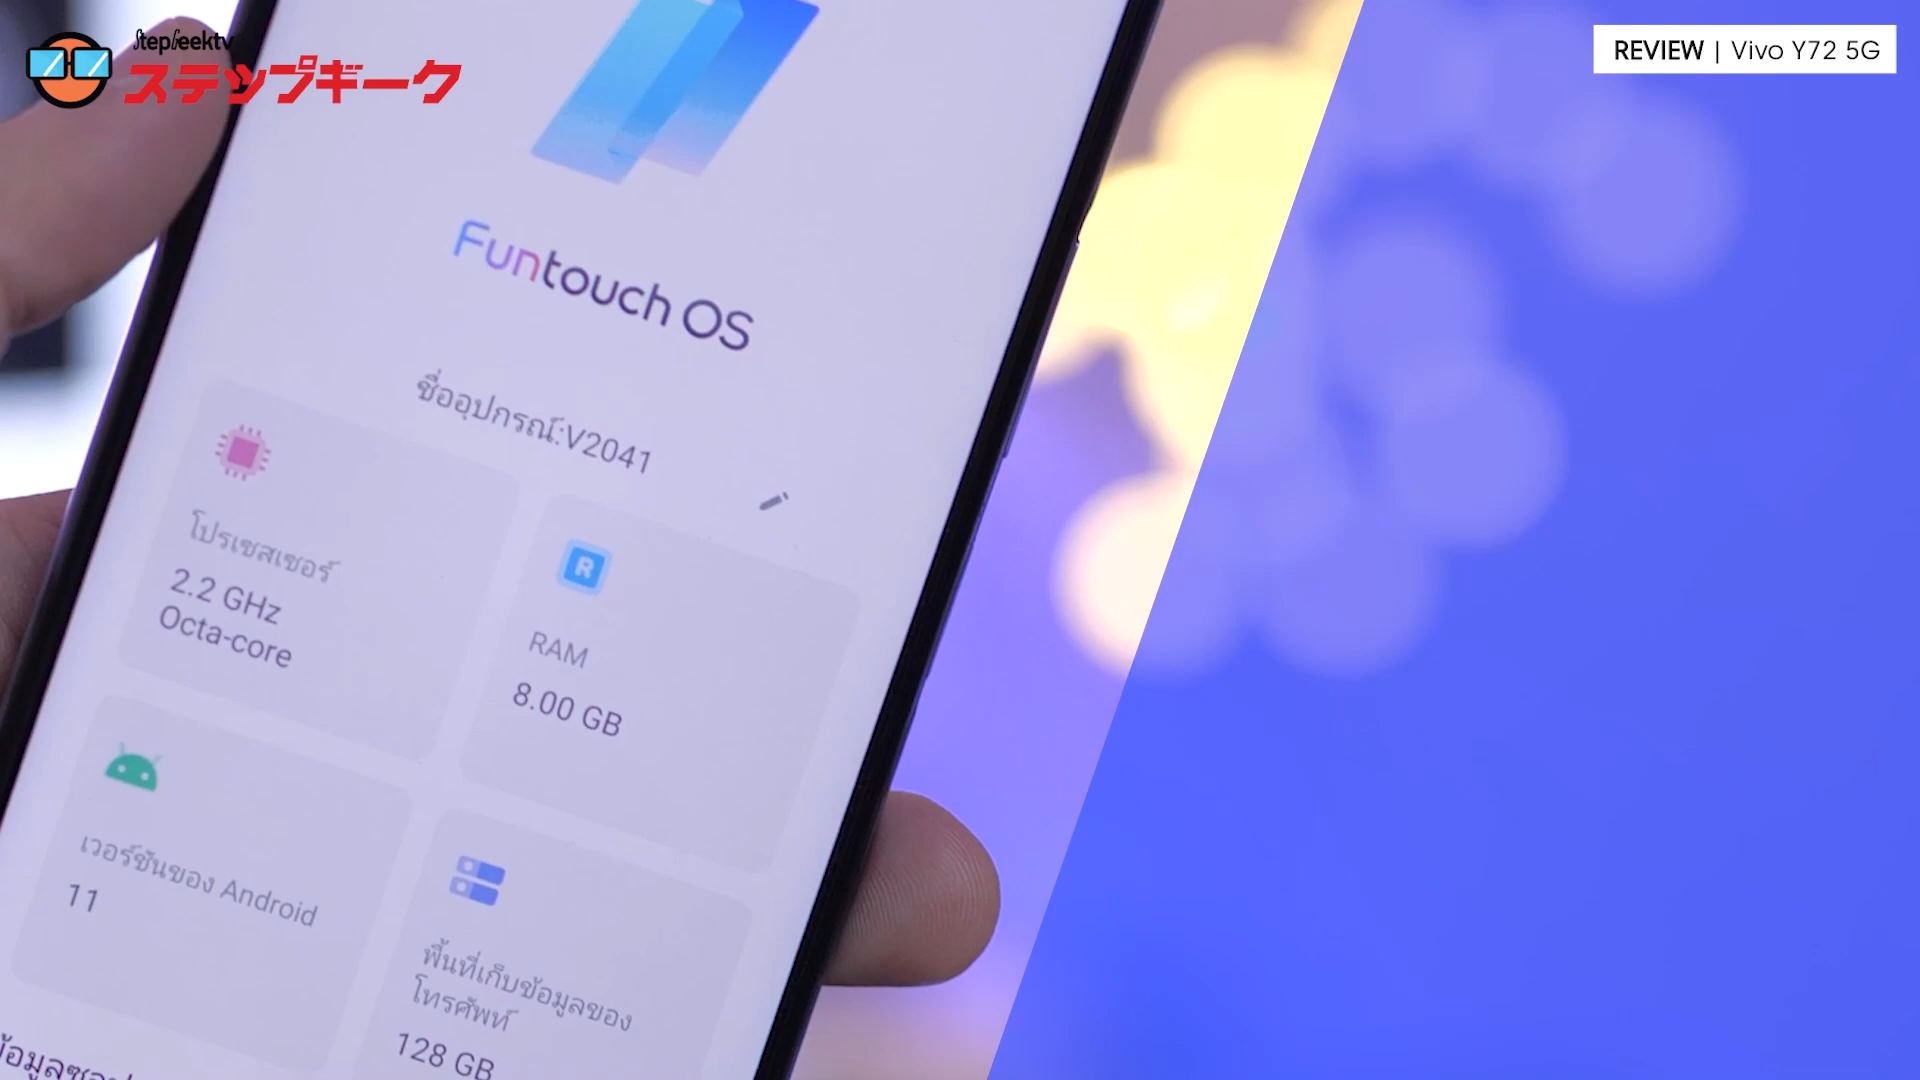 StepGeektv
ステップギーク
REVIEW | Vivo Y72 5G
Funtouch OS
ชื่ออุปกรณ์:V2041
โปรเซสเซอร์
2.2 GHz
Octa-core
R
RAM
8.00 GB
เวอร์ชันของ Android
11
พื้นที่เก็บข้อมูลของ
โทรศัพท์
128 GB